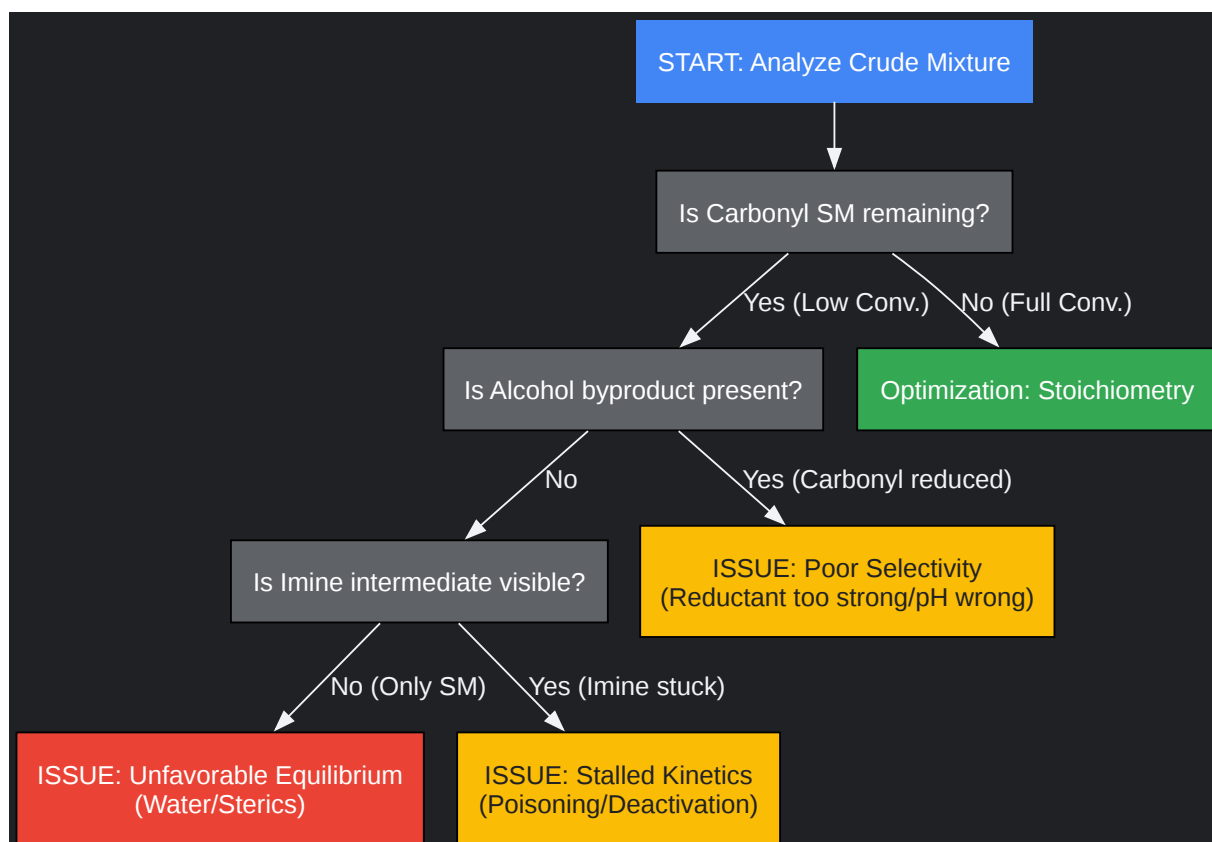 START: Analyze Crude Mixture
Is Carbonyl SM remaining?
Yes (Low Conv.)
No (Full Conv.)
Is Alcohol byproduct present?
Optimization: Stoichiometry
No
Yes (Carbonyl reduced)
Is Imine intermediate visible?
ISSUE: Poor Selectivity
(Reductant too strong/pH wrong)
No (Only SM)
Yes (Imine stuck)
ISSUE: Unfavorable Equilibrium
(Water/Sterics)
ISSUE: Stalled Kinetics
(Poisoning/Deactivation)